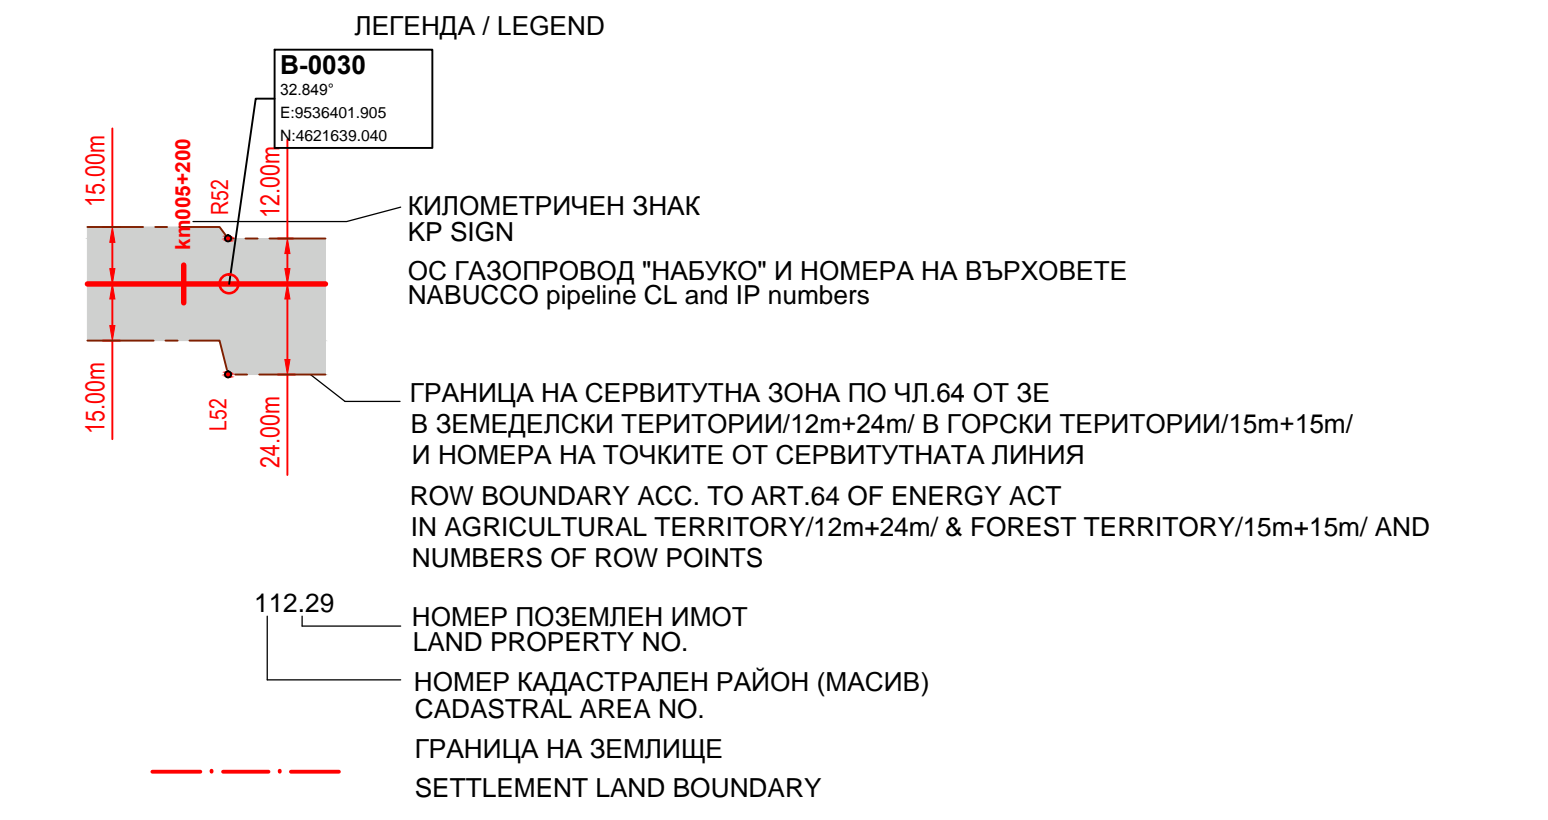 ЛЕГЕНДА / LEGEND
B-0030
32.849°
E:9536401.905
N:4621639.040
15.00m
km005+200
R52
12.00m
КИЛОМЕТРИЧЕН ЗНАК
KP SIGN
ОС ГАЗОПРОВОД "НАБУКО" И НОМЕРА НА ВЪРХОВЕТЕ
NABUCCO pipeline CL and IP numbers
15.00m
L52
24.00m
ГРАНИЦА НА СЕРВИТУТНА ЗОНА ПО ЧЛ.64 ОТ ЗЕ
В ЗЕМЕДЕЛСКИ ТЕРИТОРИИ/12m+24m/ В ГОРСКИ ТЕРИТОРИИ/15m+15m/
И НОМЕРА НА ТОЧКИТЕ ОТ СЕРВИТУТНАТА ЛИНИЯ
ROW BOUNDARY ACC. TO ART.64 OF ENERGY ACT
IN AGRICULTURAL TERRITORY/12m+24m/ & FOREST TERRITORY/15m+15m/ AND
NUMBERS OF ROW POINTS
112.29
НОМЕР ПОЗЕМЛЕН ИМОТ
LAND PROPERTY NO.
НОМЕР КАДАСТРАЛЕН РАЙОН (МАСИВ)
CADASTRAL AREA NO.
ГРАНИЦА НА ЗЕМЛИЩЕ
SETTLEMENT LAND BOUNDARY